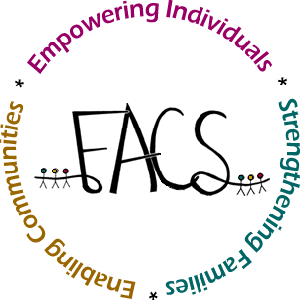 Empowering Individuals
* Strengthening Families
* Enabling Communities *
FACS